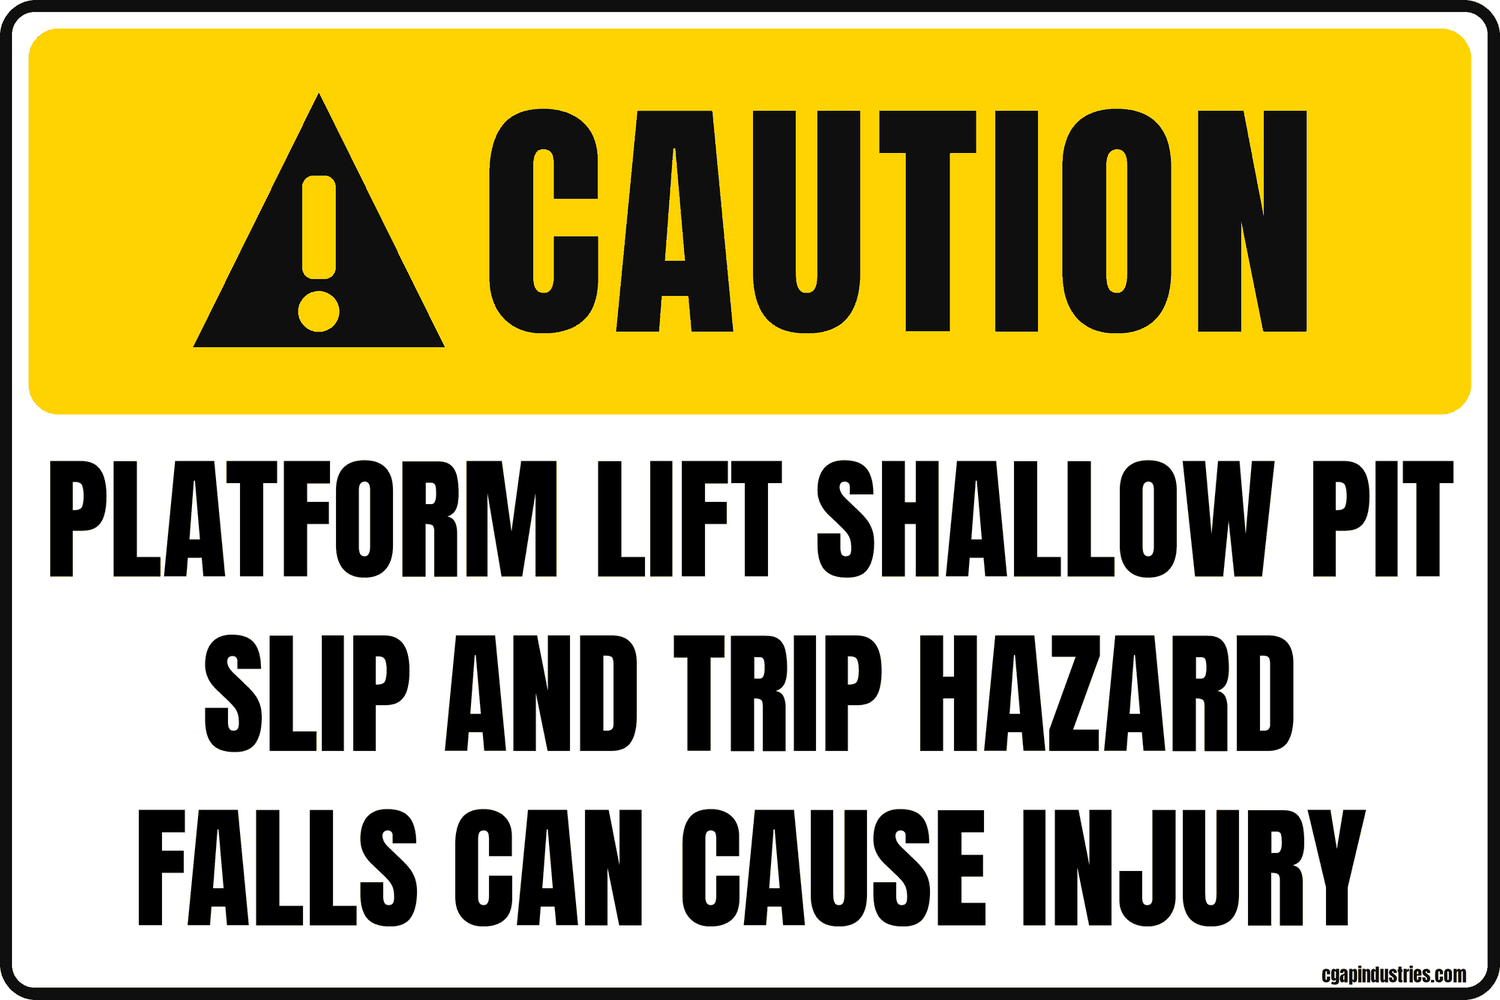 CAUTION
PLATFORM LIFT SHALLOW PIT
SLIP AND TRIP HAZARD
FALLS CAN CAUSE INJURY
cgapindustries.com